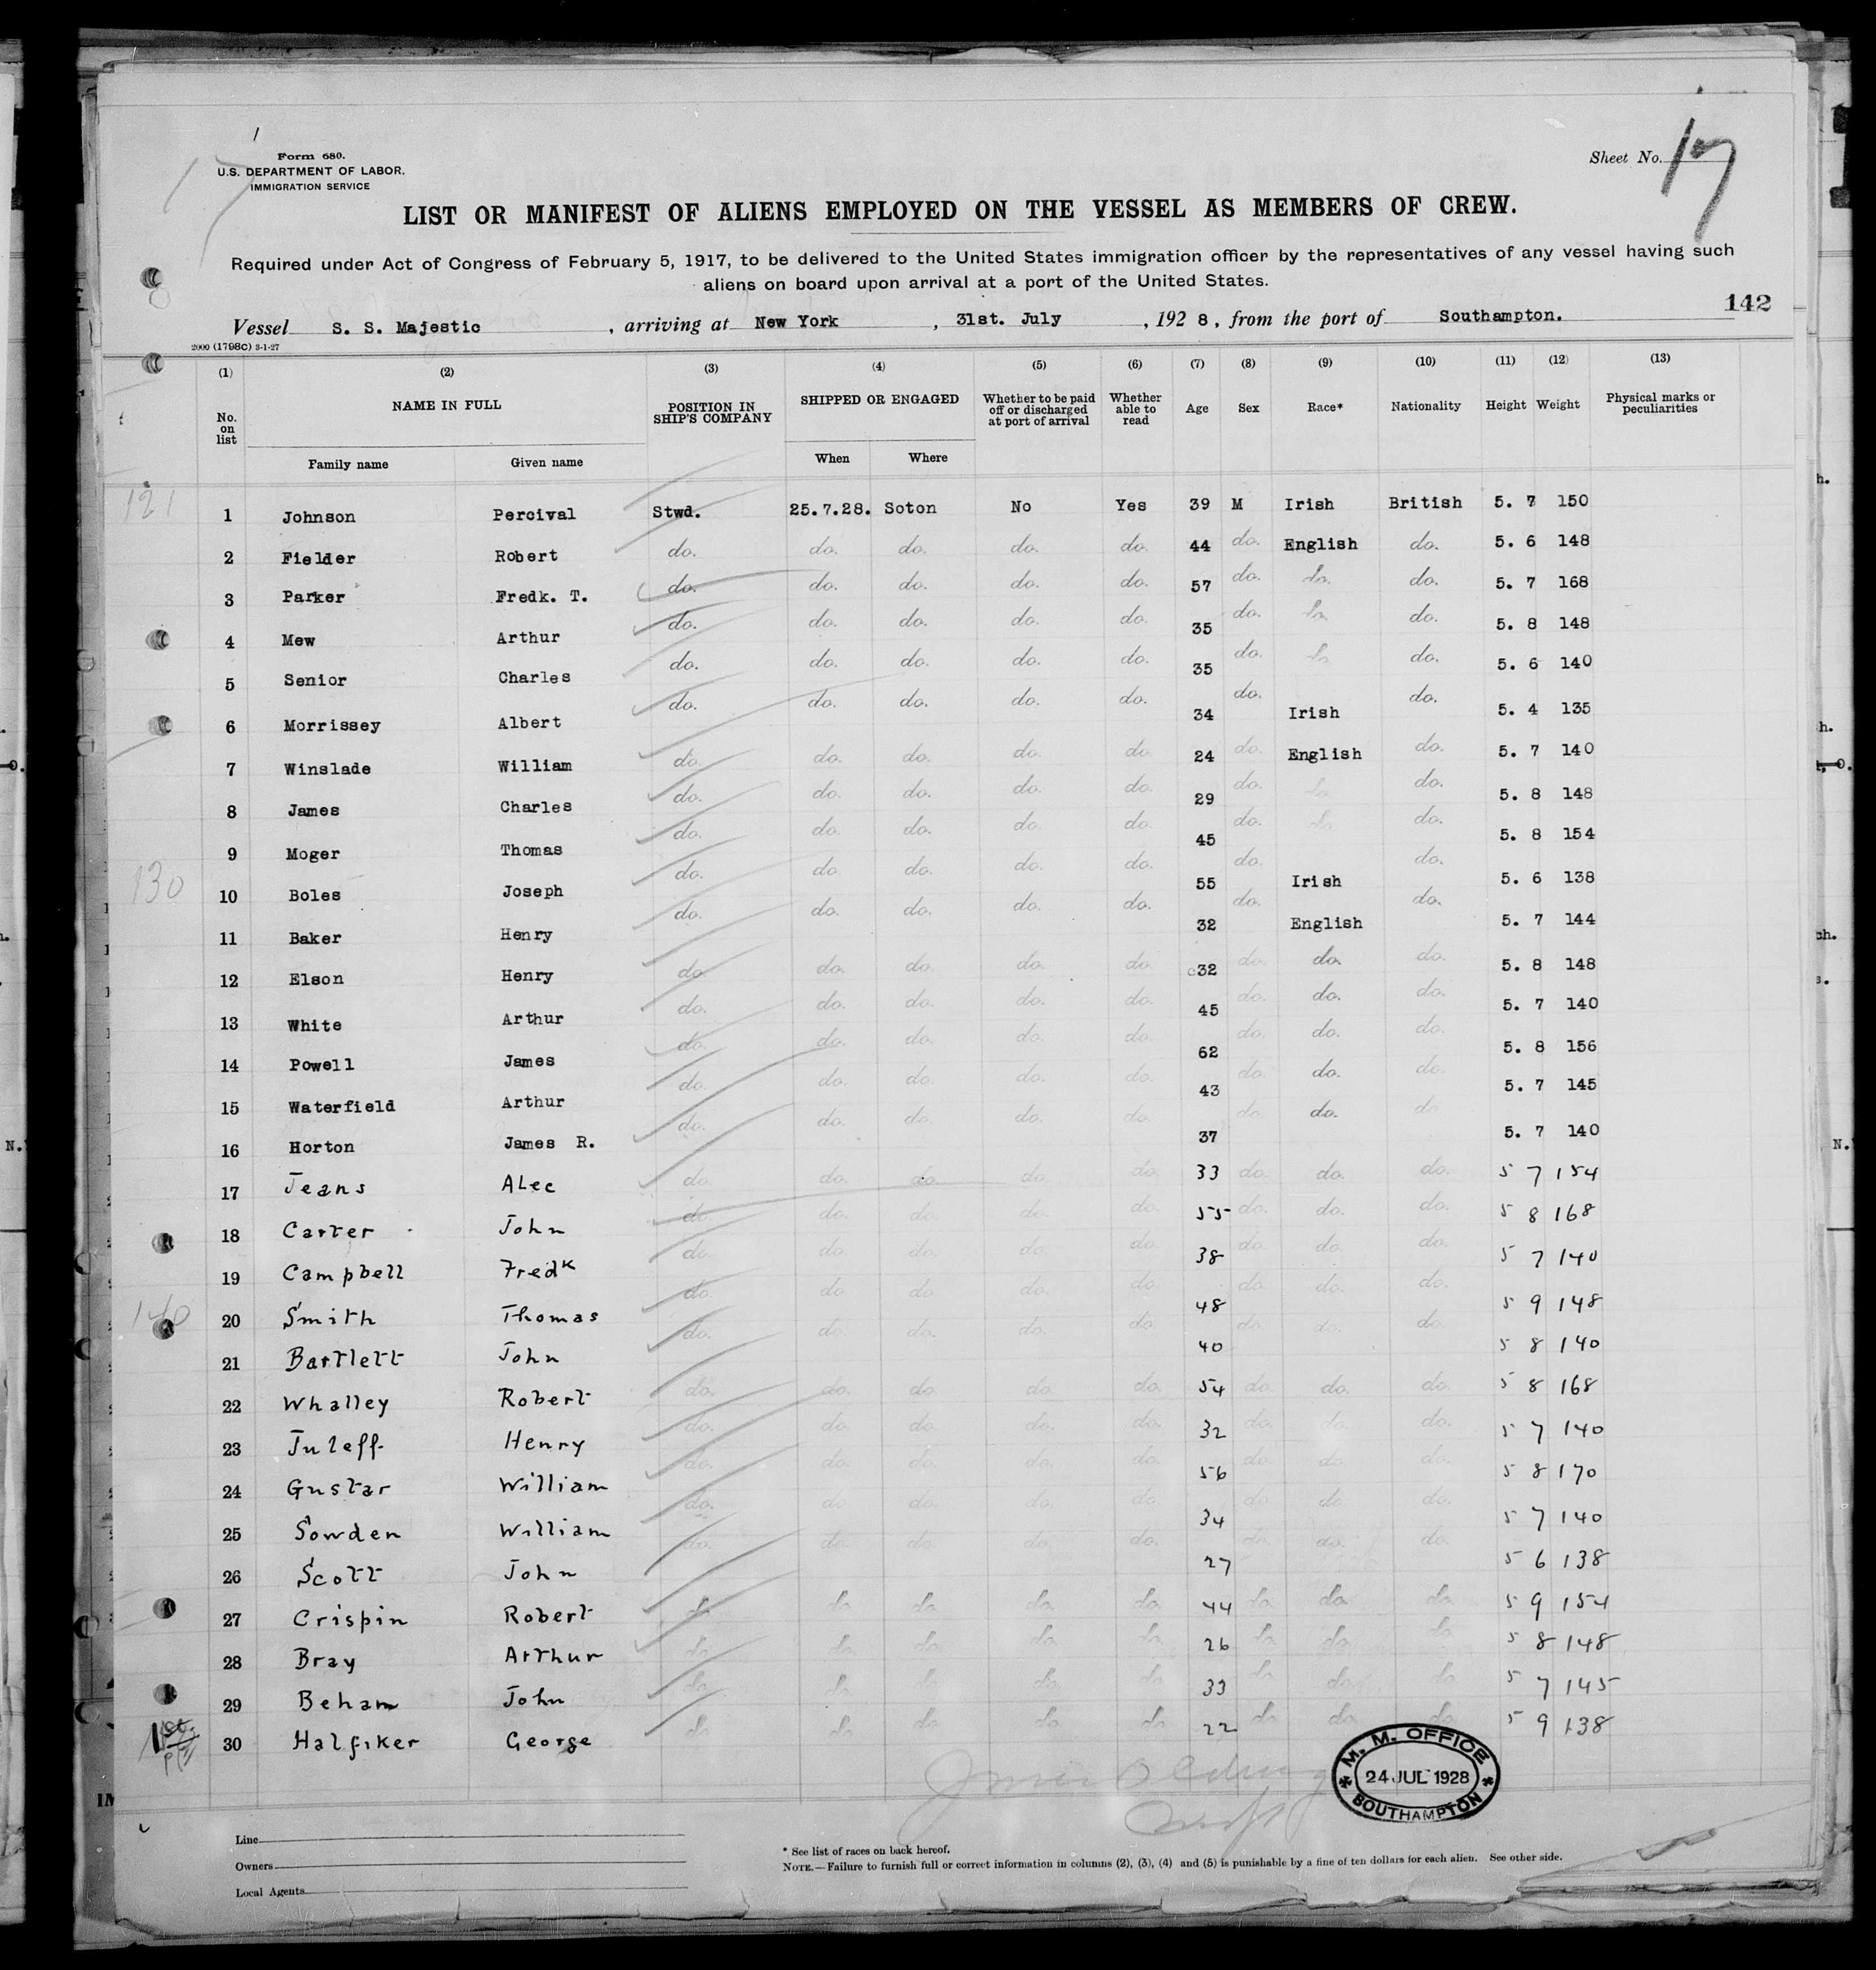 Form 680.
U.S. DEPARTMENT OF LABOR.
IMMIGRATION SERVICE
Sheet No. 17
LIST OR MANIFEST OF ALIENS EMPLOYED ON THE VESSEL AS MEMBERS OF CREW.
Required under Act of Congress of February 5, 1917, to be delivered to the United States immigration officer by the representatives of any vessel having such
aliens on board upon arrival at a port of the United States.
142
Vessel S. S. Majestic, arriving at New York, 31st. July, 1928, from the port of Southampton.
2000 (1798c) 3-1-27
(1) (2) (3) (4) (5) (6) (7) (8) (9) (10) (11) (12) (13)
No. on list NAME IN FULL POSITION IN SHIP'S COMPANY SHIPPED OR ENGAGED Whether to be paid off or discharged at port of arrival Whether able to read Age Sex Race* Nationality Height Weight Physical marks or peculiarities
Family name Given name When Where
121
1 Johnson Percival Stwd. 25.7.28. Soton No Yes 39 M Irish British 5. 7 150
2 Fielder Robert do. do. do. do. do. 44 do. English do. 5. 6 148
3 Parker Fredk. T. do. do. do. do. do. 57 do. do. do. 5. 7 168
4 Mew Arthur do. do. do. do. do. 35 do. do. do. 5. 8 148
5 Senior Charles do. do. do. do. do. 35 do. do. do. 5. 6 140
6 Morrissey Albert do. do. do. do. do. 34 do. Irish do. 5. 4 135
7 Winslade William do. do. do. do. do. 24 do. English do. 5. 7 140
8 James Charles do. do. do. do. do. 29 do. do. do. 5. 8 148
9 Moger Thomas do. do. do. do. do. 45 do. do. do. 5. 8 154
130
10 Boles Joseph do. do. do. do. do. 55 do. Irish do. 5. 6 138
11 Baker Henry do. do. do. do. do. 32 do. English do. 5. 7 144
12 Elson Henry do. do. do. do. do. 32 do. do. do. 5. 8 148
13 White Arthur do. do. do. do. do. 45 do. do. do. 5. 7 140
14 Powell James do. do. do. do. do. 62 do. do. do. 5. 8 156
15 Waterfield Arthur do. do. do. do. do. 43 do. do. do. 5. 7 145
16 Horton James R. do. do. do. do. do. 37 do. do. do. 5. 7 140
17 Jeans Alec do. do. do. do. do. 33 do. do. do. 5 7 154
18 Carter John do. do. do. do. do. 55 do. do. do. 5 8 168
19 Campbell Fredk do. do. do. do. do. 38 do. do. do. 5 7 140
140
20 Smith Thomas do. do. do. do. do. 48 do. do. do. 5 9 148
21 Bartlett John do. do. do. do. do. 40 do. do. do. 5 8 140
22 Whalley Robert do. do. do. do. do. 54 do. do. do. 5 8 168
23 Juleff Henry do. do. do. do. do. 32 do. do. do. 5 7 140
24 Gustar William do. do. do. do. do. 56 do. do. do. 5 8 170
25 Sowden William do. do. do. do. do. 34 do. do. do. 5 7 140
26 Scott John do. do. do. do. do. 27 do. do. do. 5 6 138
27 Crispin Robert do do do do do 44 do do do 5 9 154
28 Bray Arthur do do do do do 26 do do do 5 8 148
29 Beham John do do do do do 33 do do do 5 7 145
30 Halfiker George do do do do do 22 do do do 5 9 138
M. M. OFFICE
24 JUL 1928
SOUTHAMPTON
Line
Owners
Local Agents
* See list of races on back hereof.
NOTE.—Failure to furnish full or correct information in columns (2), (3), (4) and (5) is punishable by a fine of ten dollars for each alien. See other side.